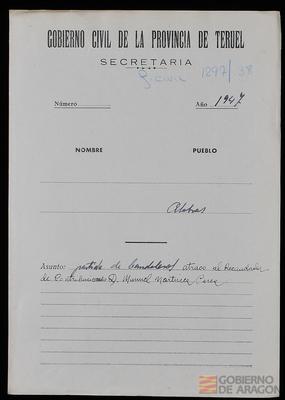 GOBIERNO CIVIL DE LA PROVINCIA DE TERUEL
SECRETARIA
G. civil 1297/38
Número Año 1947
NOMBRE PUEBLO
Alobras
Asunto: partida de bandoleros atraco al Recaudador
de Contribuciones D. Manuel Martinez Perez
GOBIERNO
DE ARAGON